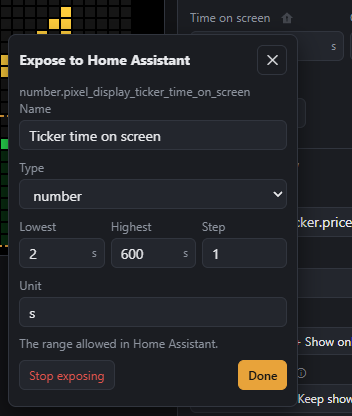 Time on screen
Expose to Home Assistant
s
number.pixel_display_ticker_time_on_screen
Name
Ticker time on screen
Type
number
Lowest
Highest
Step
cker.price
2 s
600 s
1
Unit
s
The range allowed in Home Assistant.
Show on
Stop exposing
Done
Keep show